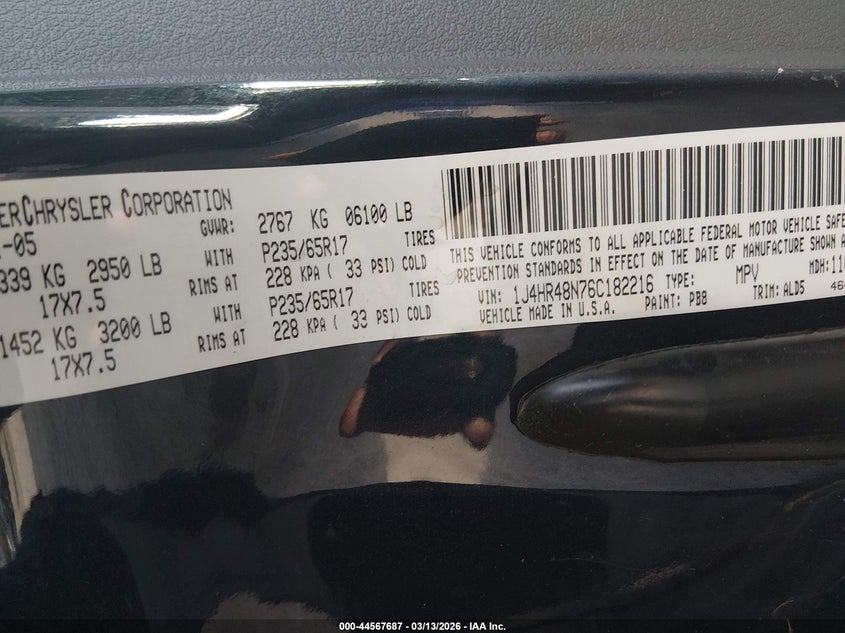 ERCHRYSLER CORPORATION
-05 GVWR: 2767 KG 06100 LB
339 KG 2950 LB WITH P235/65R17 TIRES
17X7.5 RIMS AT 228 KPA ( 33 PSI) COLD
1452 KG 3200 LB WITH P235/65R17 TIRES
17X7.5 RIMS AT 228 KPA ( 33 PSI) COLD
THIS VEHICLE CONFORMS TO ALL APPLICABLE FEDERAL MOTOR VEHICLE SAFE
PREVENTION STANDARDS IN EFFECT ON THE DATE OF MANUFACTURE SHOWN A
VIN: 1J4HR48N76C182216 TYPE: MPV MDH: 11
VEHICLE MADE IN U.S.A. PAINT: PB8 TRIM: ALD5 46
000-44567687 - 03/13/2026 - IAA Inc.